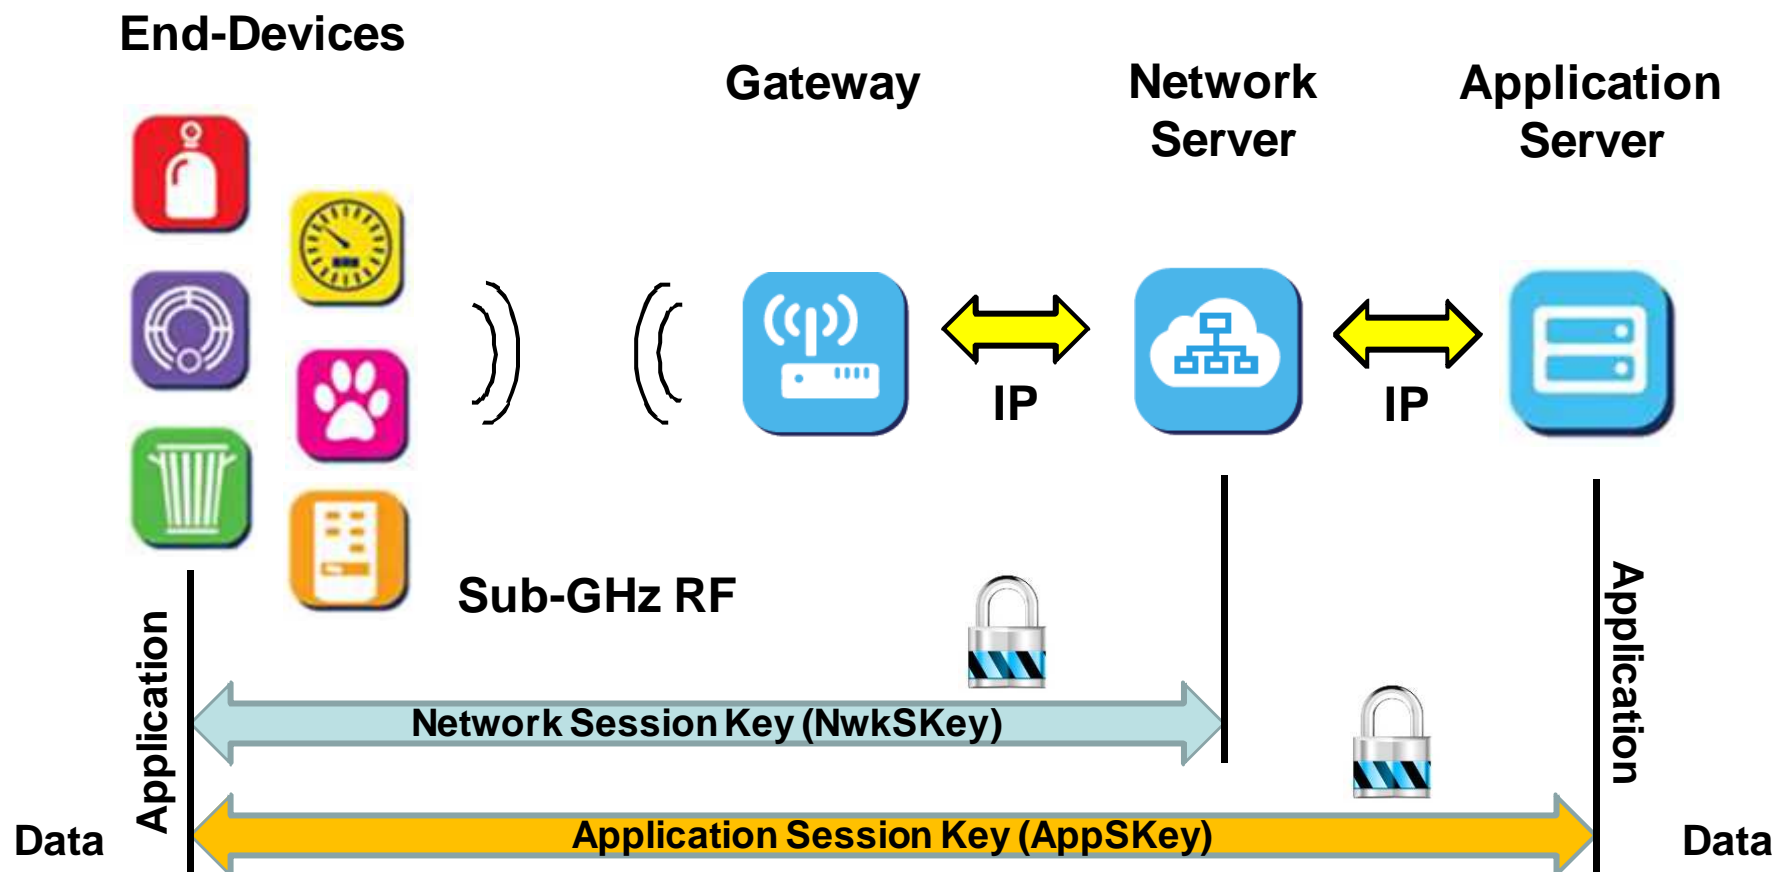 End-Devices
Gateway
Network
Server
Application
Server
IP
IP
Sub-GHz RF
Application
Application
Network Session Key (NwkSKey)
Data
Application Session Key (AppSKey)
Data